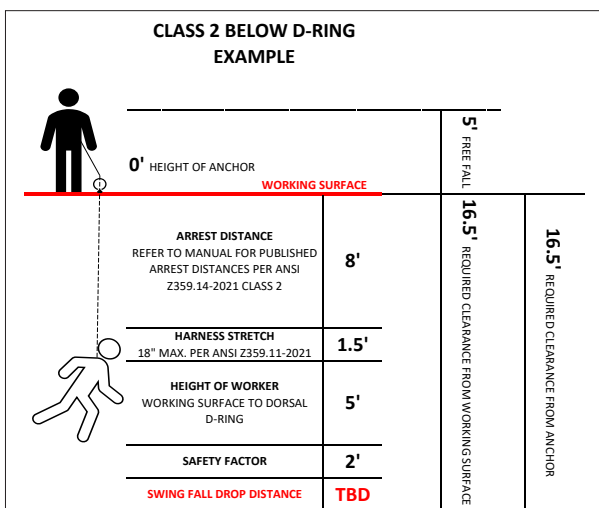 CLASS 2 BELOW D-RING
EXAMPLE
5' FREE FALL
0' HEIGHT OF ANCHOR
WORKING SURFACE
ARREST DISTANCE
REFER TO MANUAL FOR PUBLISHED
ARREST DISTANCES PER ANSI
Z359.14-2021 CLASS 2
8'
16.5' REQUIRED CLEARANCE FROM WORKING SURFACE
16.5' REQUIRED CLEARANCE FROM ANCHOR
HARNESS STRETCH
18" MAX. PER ANSI Z359.11-2021
1.5'
HEIGHT OF WORKER
WORKING SURFACE TO DORSAL
D-RING
5'
SAFETY FACTOR
2'
SWING FALL DROP DISTANCE
TBD